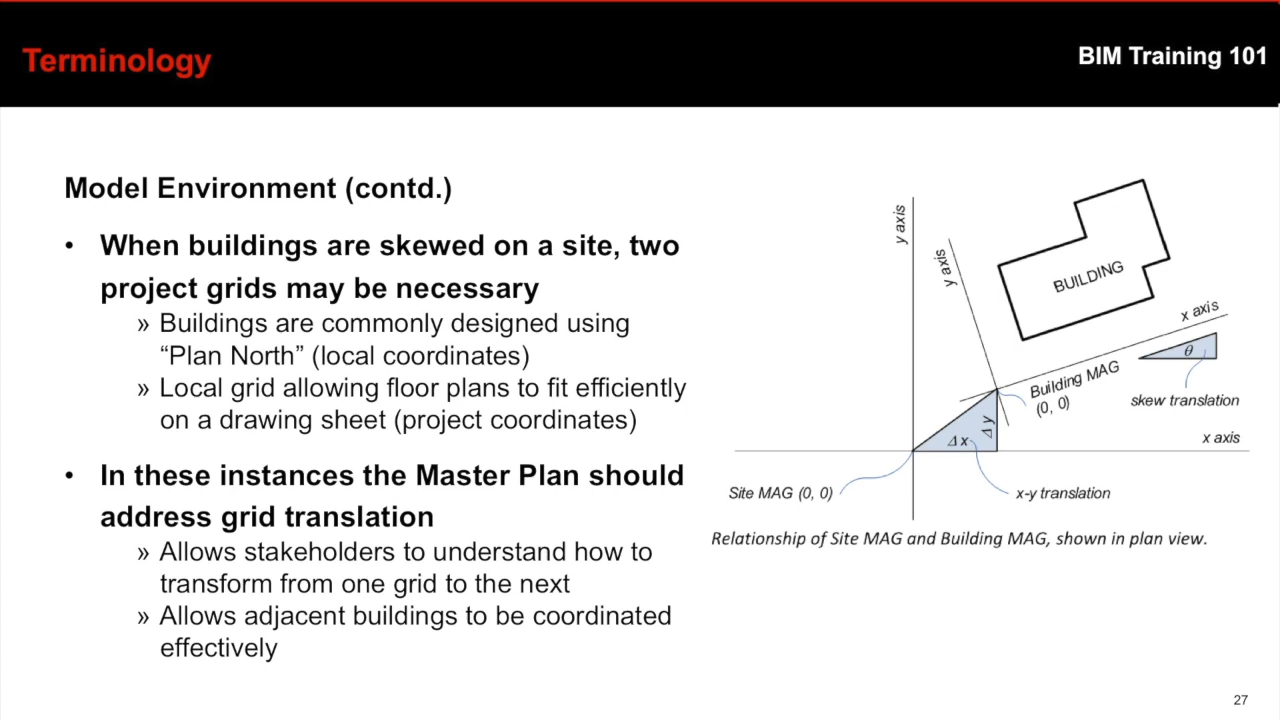 Terminology
BIM Training 101
Model Environment (contd.)
• When buildings are skewed on a site, two
project grids may be necessary
» Buildings are commonly designed using
“Plan North” (local coordinates)
» Local grid allowing floor plans to fit efficiently
on a drawing sheet (project coordinates)
• In these instances the Master Plan should
address grid translation
» Allows stakeholders to understand how to
transform from one grid to the next
» Allows adjacent buildings to be coordinated
effectively
y axis
y axis
BUILDING
x axis
θ
Building MAG
(0, 0)
skew translation
Δ y
Δ x
x axis
Site MAG (0, 0)
x-y translation
Relationship of Site MAG and Building MAG, shown in plan view.
27